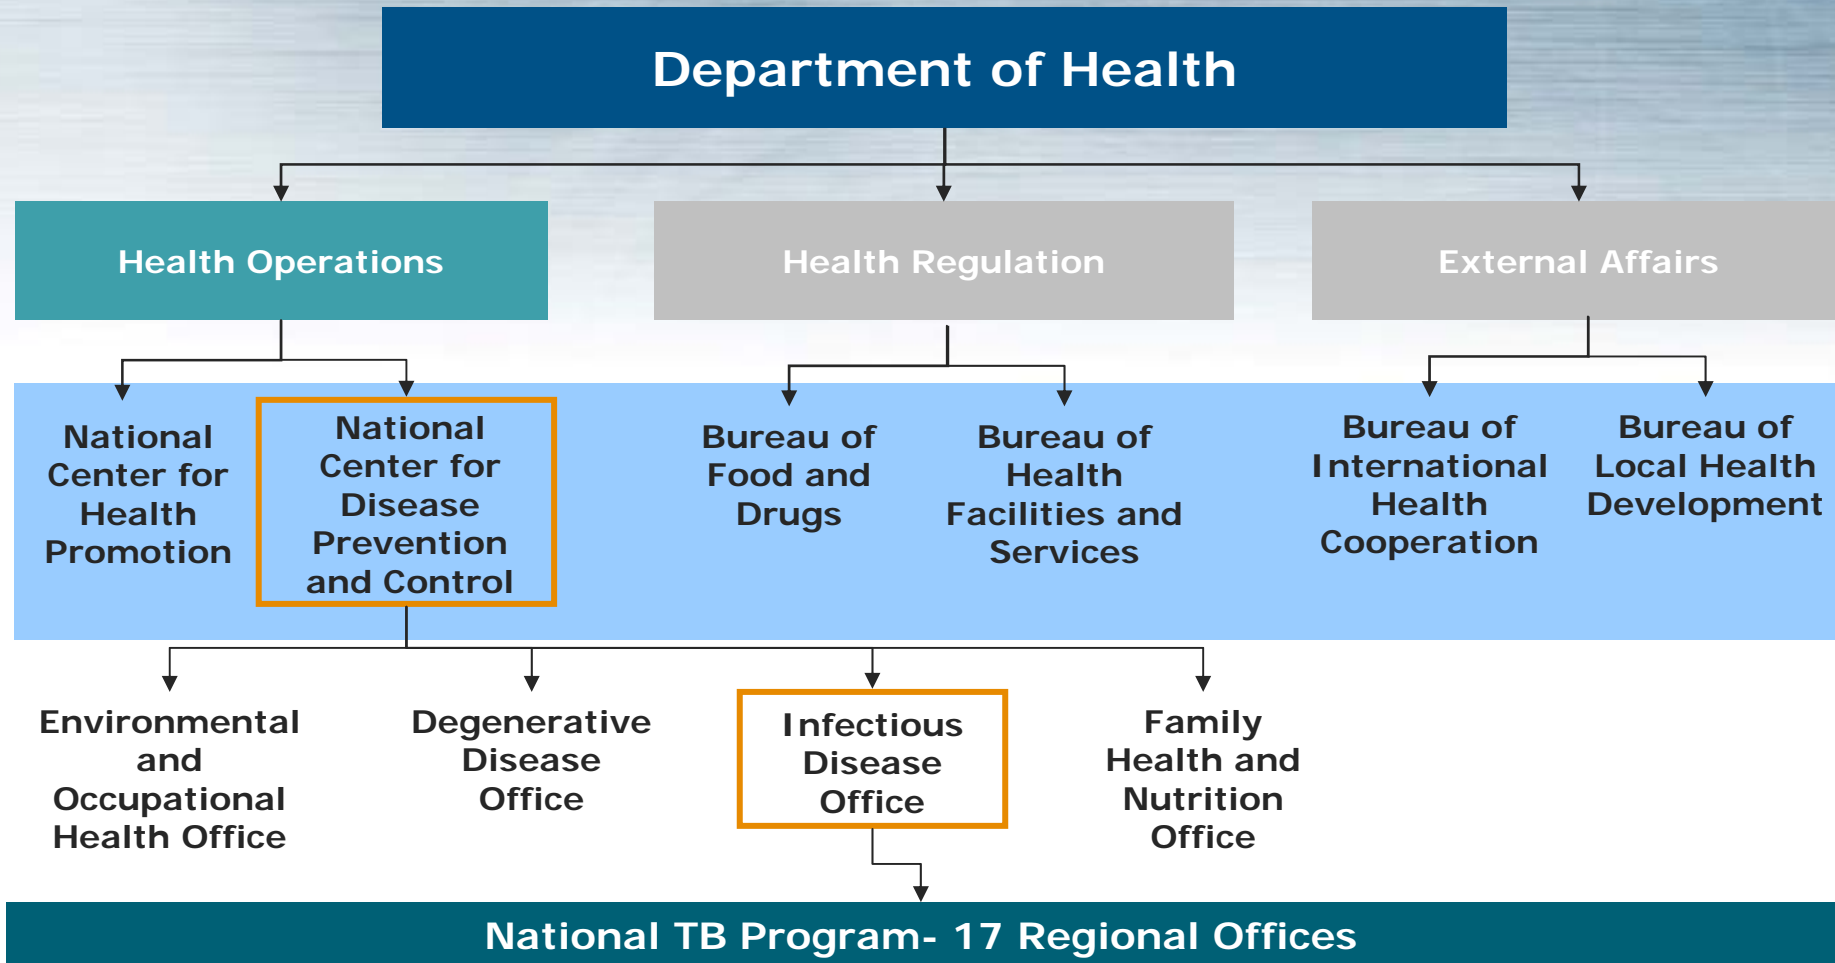 Department of Health
Health Operations
Health Regulation
External Affairs
National
Center for
Health
Promotion
National
Center for
Disease
Prevention
and Control
Bureau of
Food and
Drugs
Bureau of
Health
Facilities and
Services
Bureau of
International
Health
Cooperation
Bureau of
Local Health
Development
Environmental
and
Occupational
Health Office
Degenerative
Disease
Office
Infectious
Disease
Office
Family
Health and
Nutrition
Office
National TB Program- 17 Regional Offices